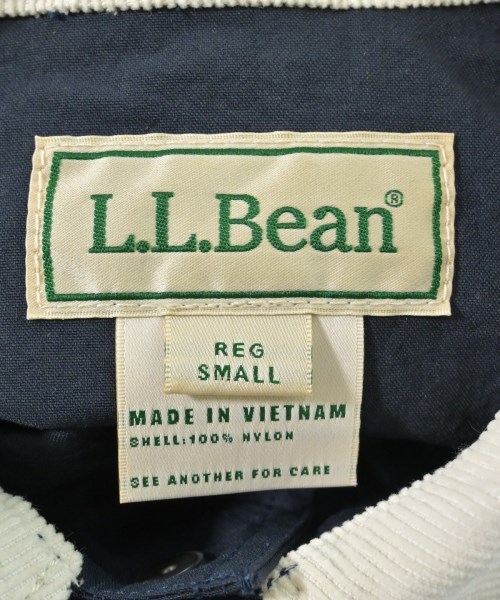 L.L.Bean®
REG
SMALL
MADE IN VIETNAM
SHELL:100% NYLON
SEE ANOTHER FOR CARE